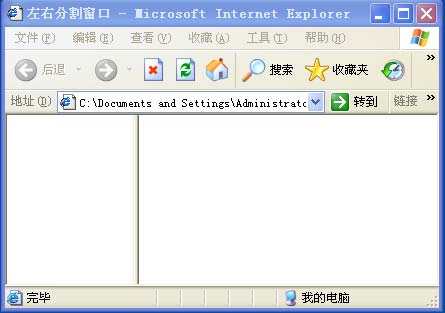 左右分割窗口 - Microsoft Internet Explorer
文件(F) 编辑(E) 查看(V) 收藏(A) 工具(T) 帮助(H)
后退 搜索 收藏夹 »
地址(D) C:\Documents and Settings\Administrato 转到 链接 »
完毕 我的电脑